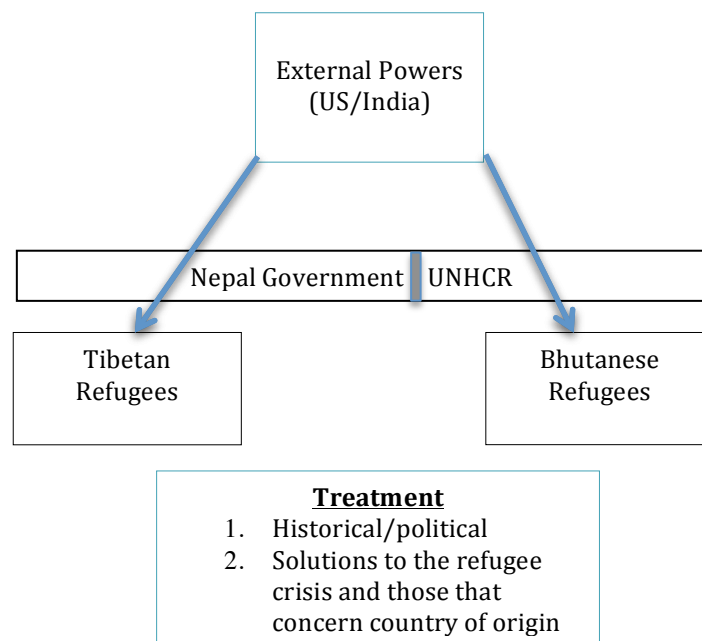 External Powers
(US/India)
Nepal Government UNHCR
Tibetan
Refugees
Bhutanese
Refugees
Treatment
1. Historical/political
2. Solutions to the refugee
crisis and those that
concern country of origin